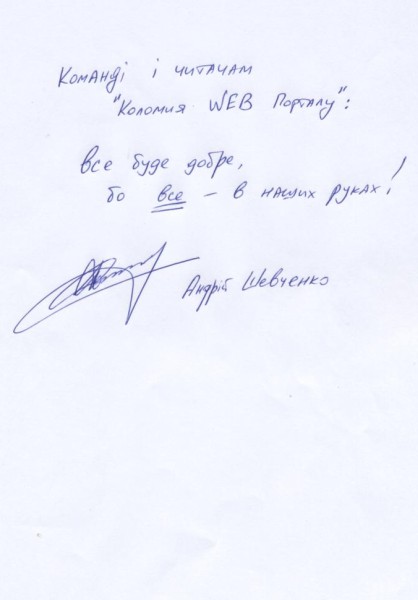 Команді і читачам
"Коломия WEB Порталу":
все буде добре,
бо все – в наших руках!
Андрій Шевченко